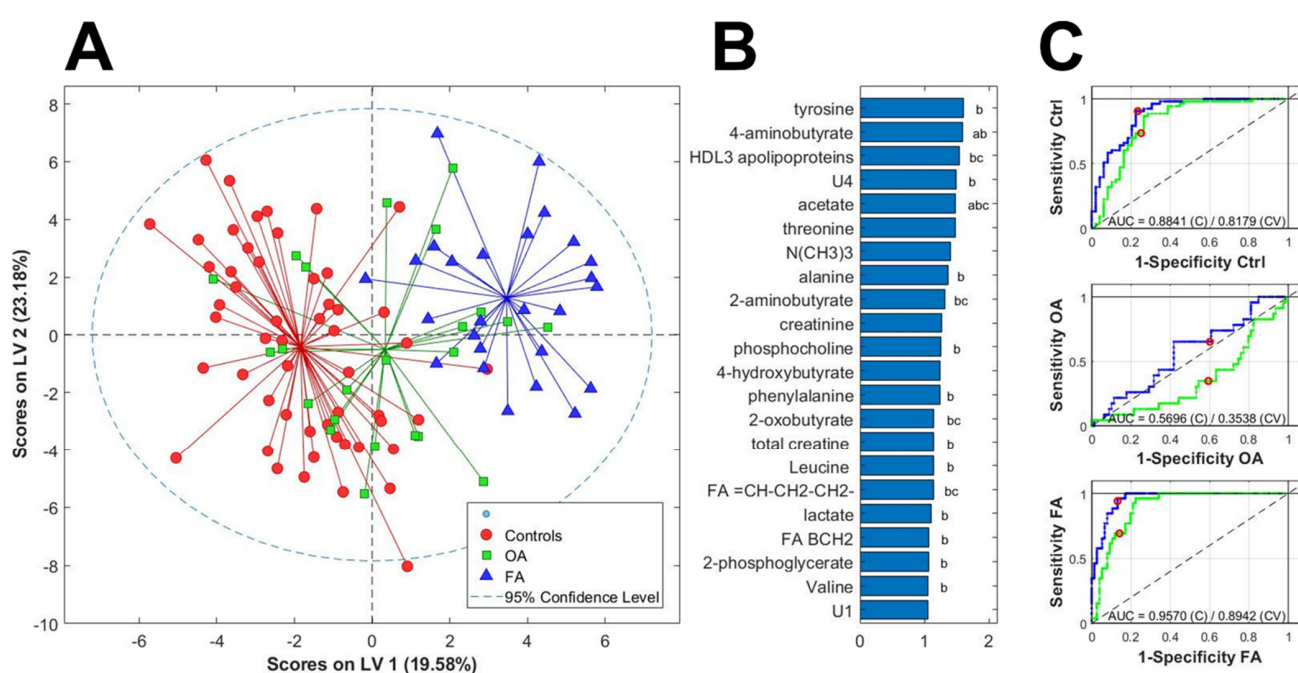 A
B
C
8
6
4
2
0
-2
-4
-6
-8
-10
Scores on LV 2 (23.18%)
-6
-4
-2
0
2
4
6
Scores on LV 1 (19.58%)
Controls
OA
FA
95% Confidence Level
tyrosine b
4-aminobutyrate ab
HDL3 apolipoproteins bc
U4 b
acetate abc
threonine
N(CH3)3
alanine b
2-aminobutyrate bc
creatinine
phosphocholine b
4-hydroxybutyrate
phenylalanine b
2-oxobutyrate bc
total creatine b
Leucine b
FA =CH-CH2-CH2- bc
lactate b
FA BCH2 b
2-phosphoglycerate b
Valine b
U1
0 1 2
Sensitivity Ctrl
1
0.5
0
AUC = 0.8841 (C) / 0.8179 (CV)
0 0.2 0.4 0.6 0.8 1
1-Specificity Ctrl
Sensitivity OA
1
0.5
0
AUC = 0.5696 (C) / 0.3538 (CV)
0 0.2 0.4 0.6 0.8 1
1-Specificity OA
Sensitivity FA
1
0.5
0
AUC = 0.9570 (C) / 0.8942 (CV)
0 0.2 0.4 0.6 0.8 1
1-Specificity FA